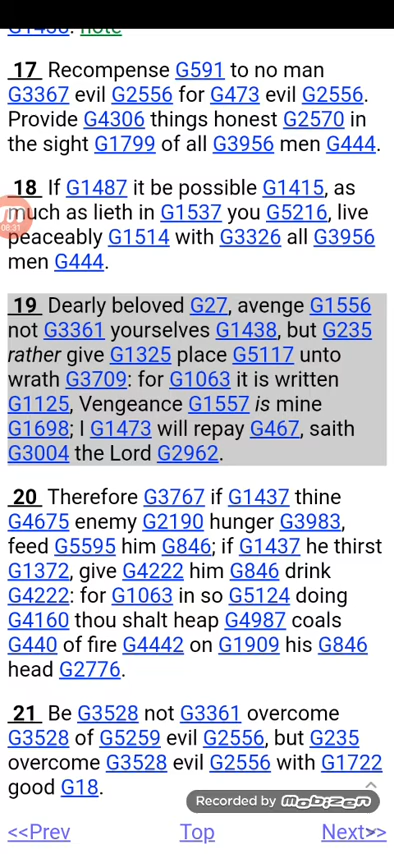 G1438. note
17 Recompense G591 to no man
G3367 evil G2556 for G473 evil G2556.
Provide G4306 things honest G2570 in
the sight G1799 of all G3956 men G444.
18 If G1487 it be possible G1415, as
much as lieth in G1537 you G5216, live
08:31
peaceably G1514 with G3326 all G3956
men G444.
19 Dearly beloved G27, avenge G1556
not G3361 yourselves G1438, but G235
rather give G1325 place G5117 unto
wrath G3709: for G1063 it is written
G1125, Vengeance G1557 is mine
G1698; I G1473 will repay G467, saith
G3004 the Lord G2962.
20 Therefore G3767 if G1437 thine
G4675 enemy G2190 hunger G3983,
feed G5595 him G846; if G1437 he thirst
G1372, give G4222 him G846 drink
G4222: for G1063 in so G5124 doing
G4160 thou shalt heap G4987 coals
G440 of fire G4442 on G1909 his G846
head G2776.
21 Be G3528 not G3361 overcome
G3528 of G5259 evil G2556, but G235
overcome G3528 evil G2556 with G1722
good G18.
Recorded by mobizen
<<Prev Top Next>>